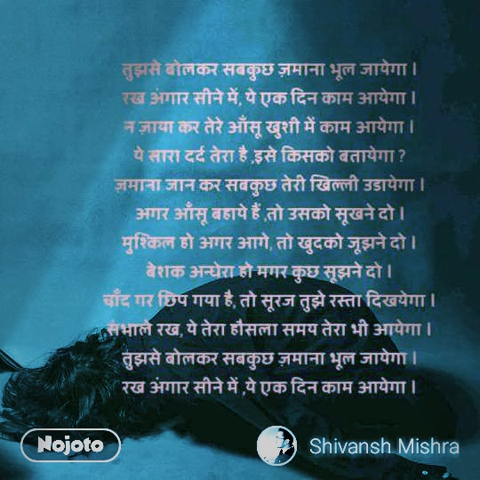 तुझसे बोलकर सबकुछ ज़माना भूल जायेगा ।
रख अंगार सीने में, ये एक दिन काम आयेगा ।
न ज़ाया कर तेरे आँसू खुशी में काम आयेगा ।
ये सारा दर्द तेरा है ,इसे किसको बतायेगा ?
ज़माना जान कर सबकुछ तेरी खिल्ली उडायेगा ।
अगर आँसू बहाये हैं ,तो उसको सूखने दो ।
मुश्किल हो अगर आगे, तो खुदको जूझने दो ।
बेशक अन्धेरा हो मगर कुछ सूझने दो ।
चाँद गर छिप गया है, तो सूरज तुझे रस्ता दिखयेगा ।
संभाले रख, ये तेरा हौसला समय तेरा भी आयेगा ।
तुझसे बोलकर सबकुछ ज़माना भूल जायेगा ।
रख अंगार सीने में ,ये एक दिन काम आयेगा ।
Nojoto
Shivansh Mishra